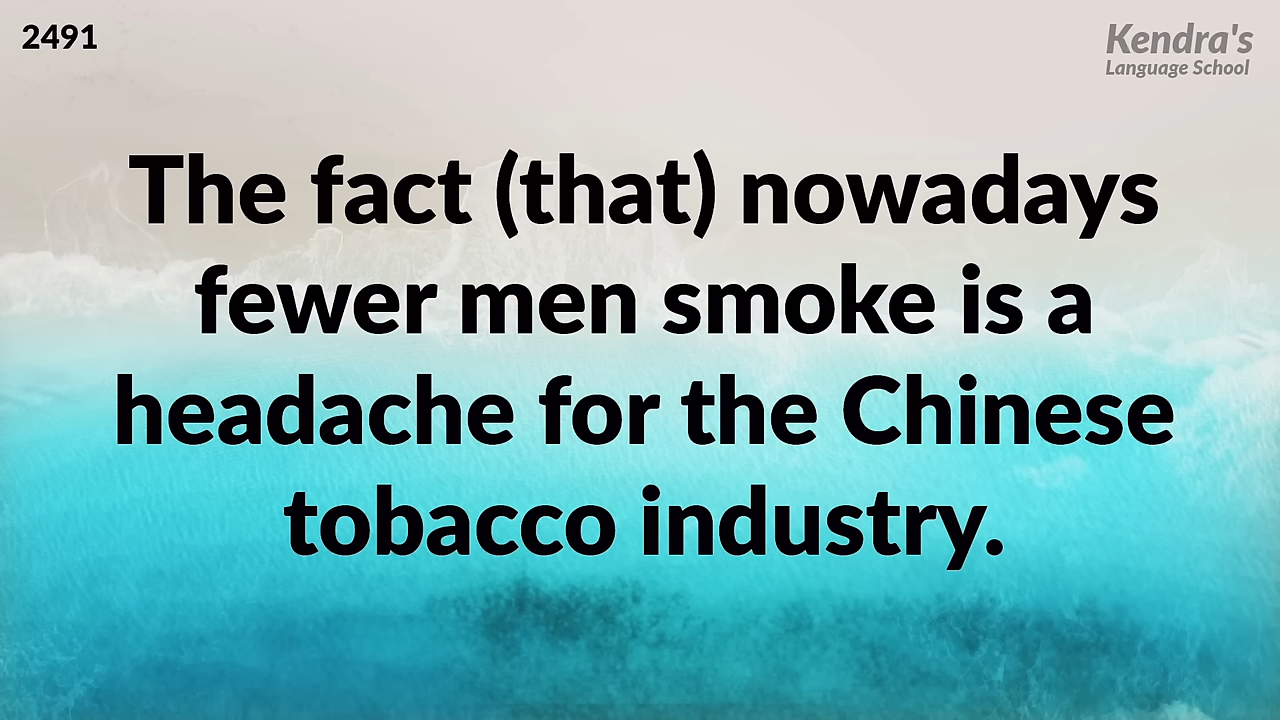 2491
Kendra's
Language School
The fact (that) nowadays
fewer men smoke is a
headache for the Chinese
tobacco industry.